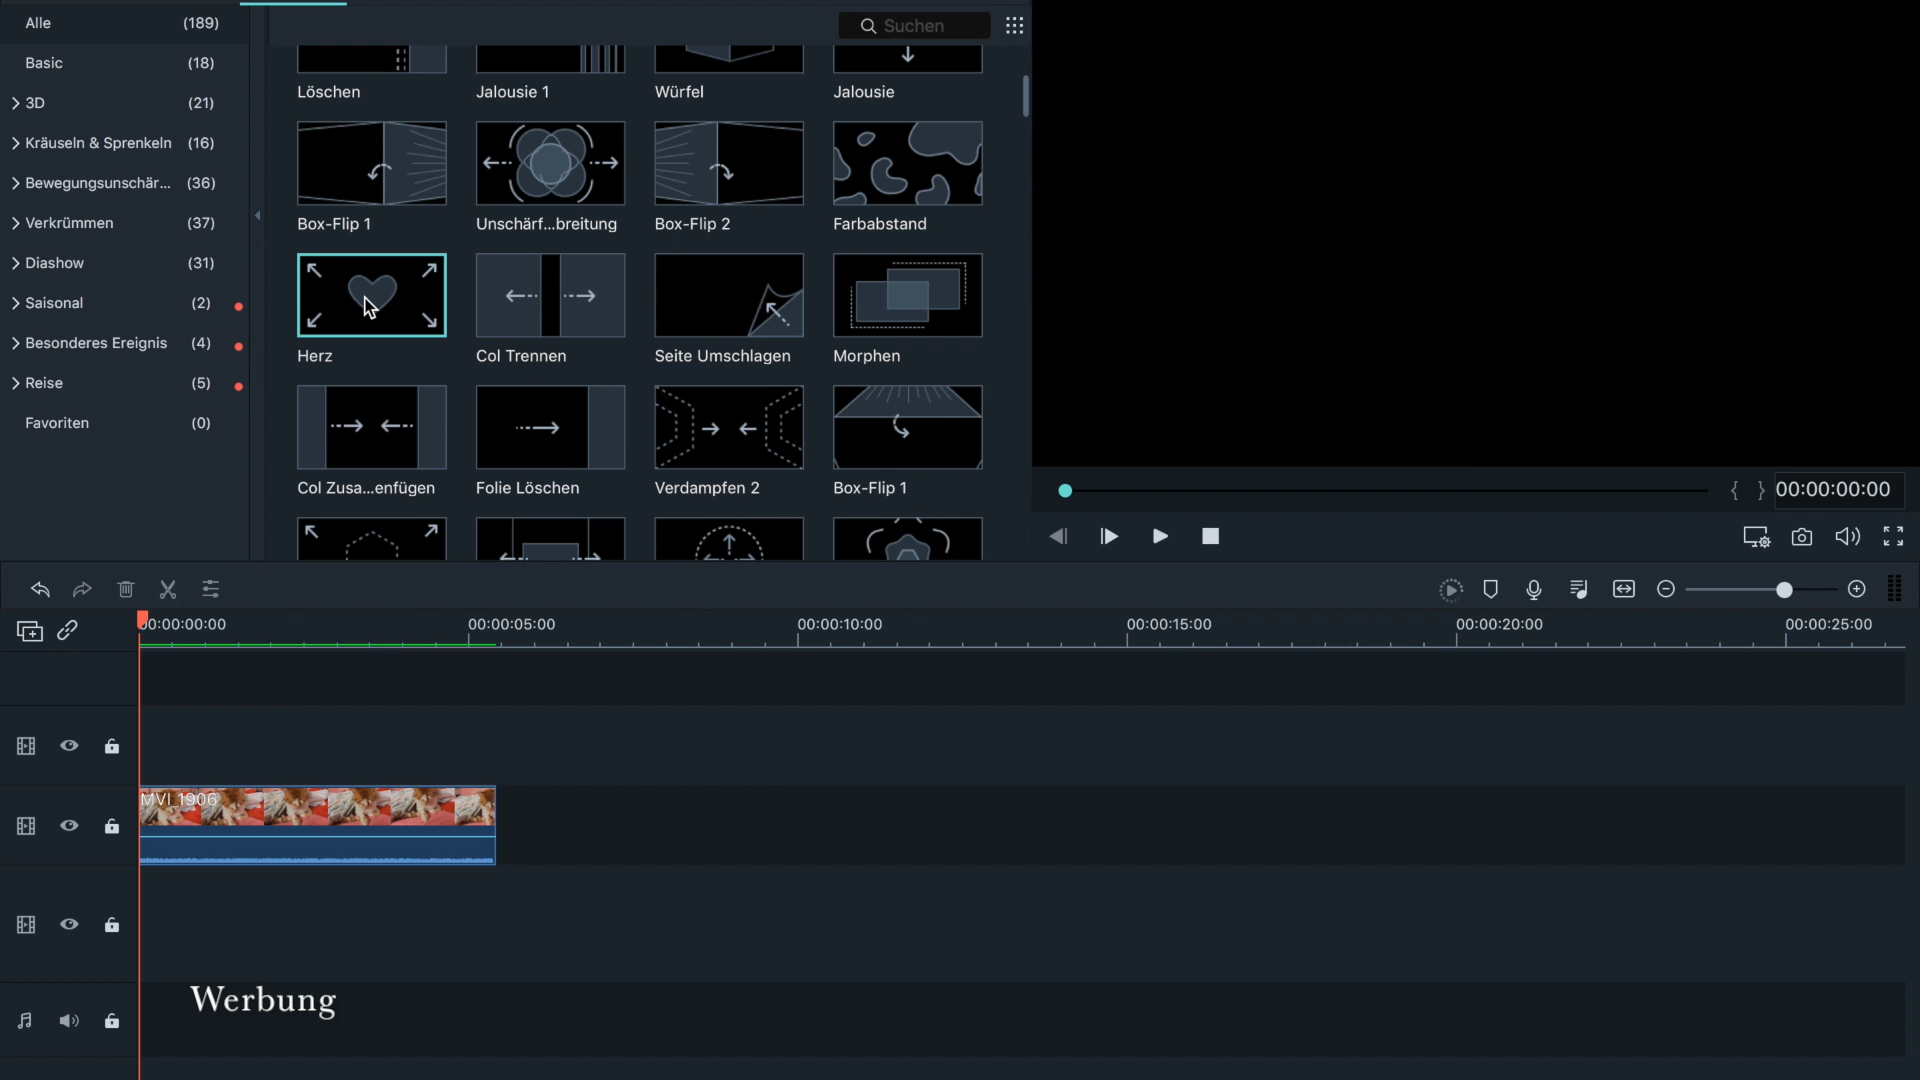 Alle (189)
Basic (18)
3D (21)
Kräuseln & Sprenkeln (16)
Bewegungsunschär... (36)
Verkrümmen (37)
Diashow (31)
Saisonal (2)
Besonderes Ereignis (4)
Reise (5)
Favoriten (0)
Suchen
Löschen
Jalousie 1
Würfel
Jalousie
Box-Flip 1
Unschärf...breitung
Box-Flip 2
Farbabstand
Herz
Col Trennen
Seite Umschlagen
Morphen
Col Zusa...enfügen
Folie Löschen
Verdampfen 2
Box-Flip 1
{ } 00:00:00:00
00:00:00:00
00:00:05:00
00:00:10:00
00:00:15:00
00:00:20:00
00:00:25:00
MVI 1906
Werbung